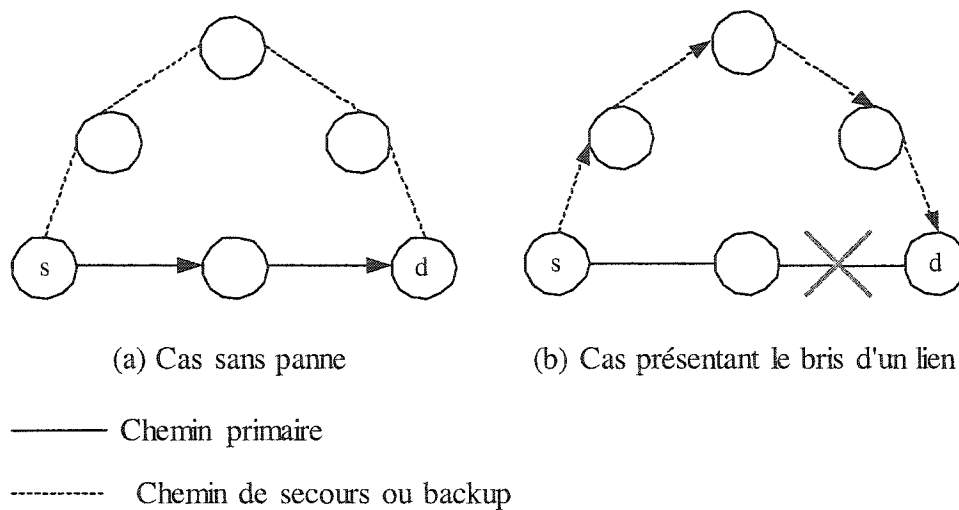 s
d
s
d
(a) Cas sans panne
(b) Cas présentant le bris d'un lien
Chemin primaire
Chemin de secours ou backup